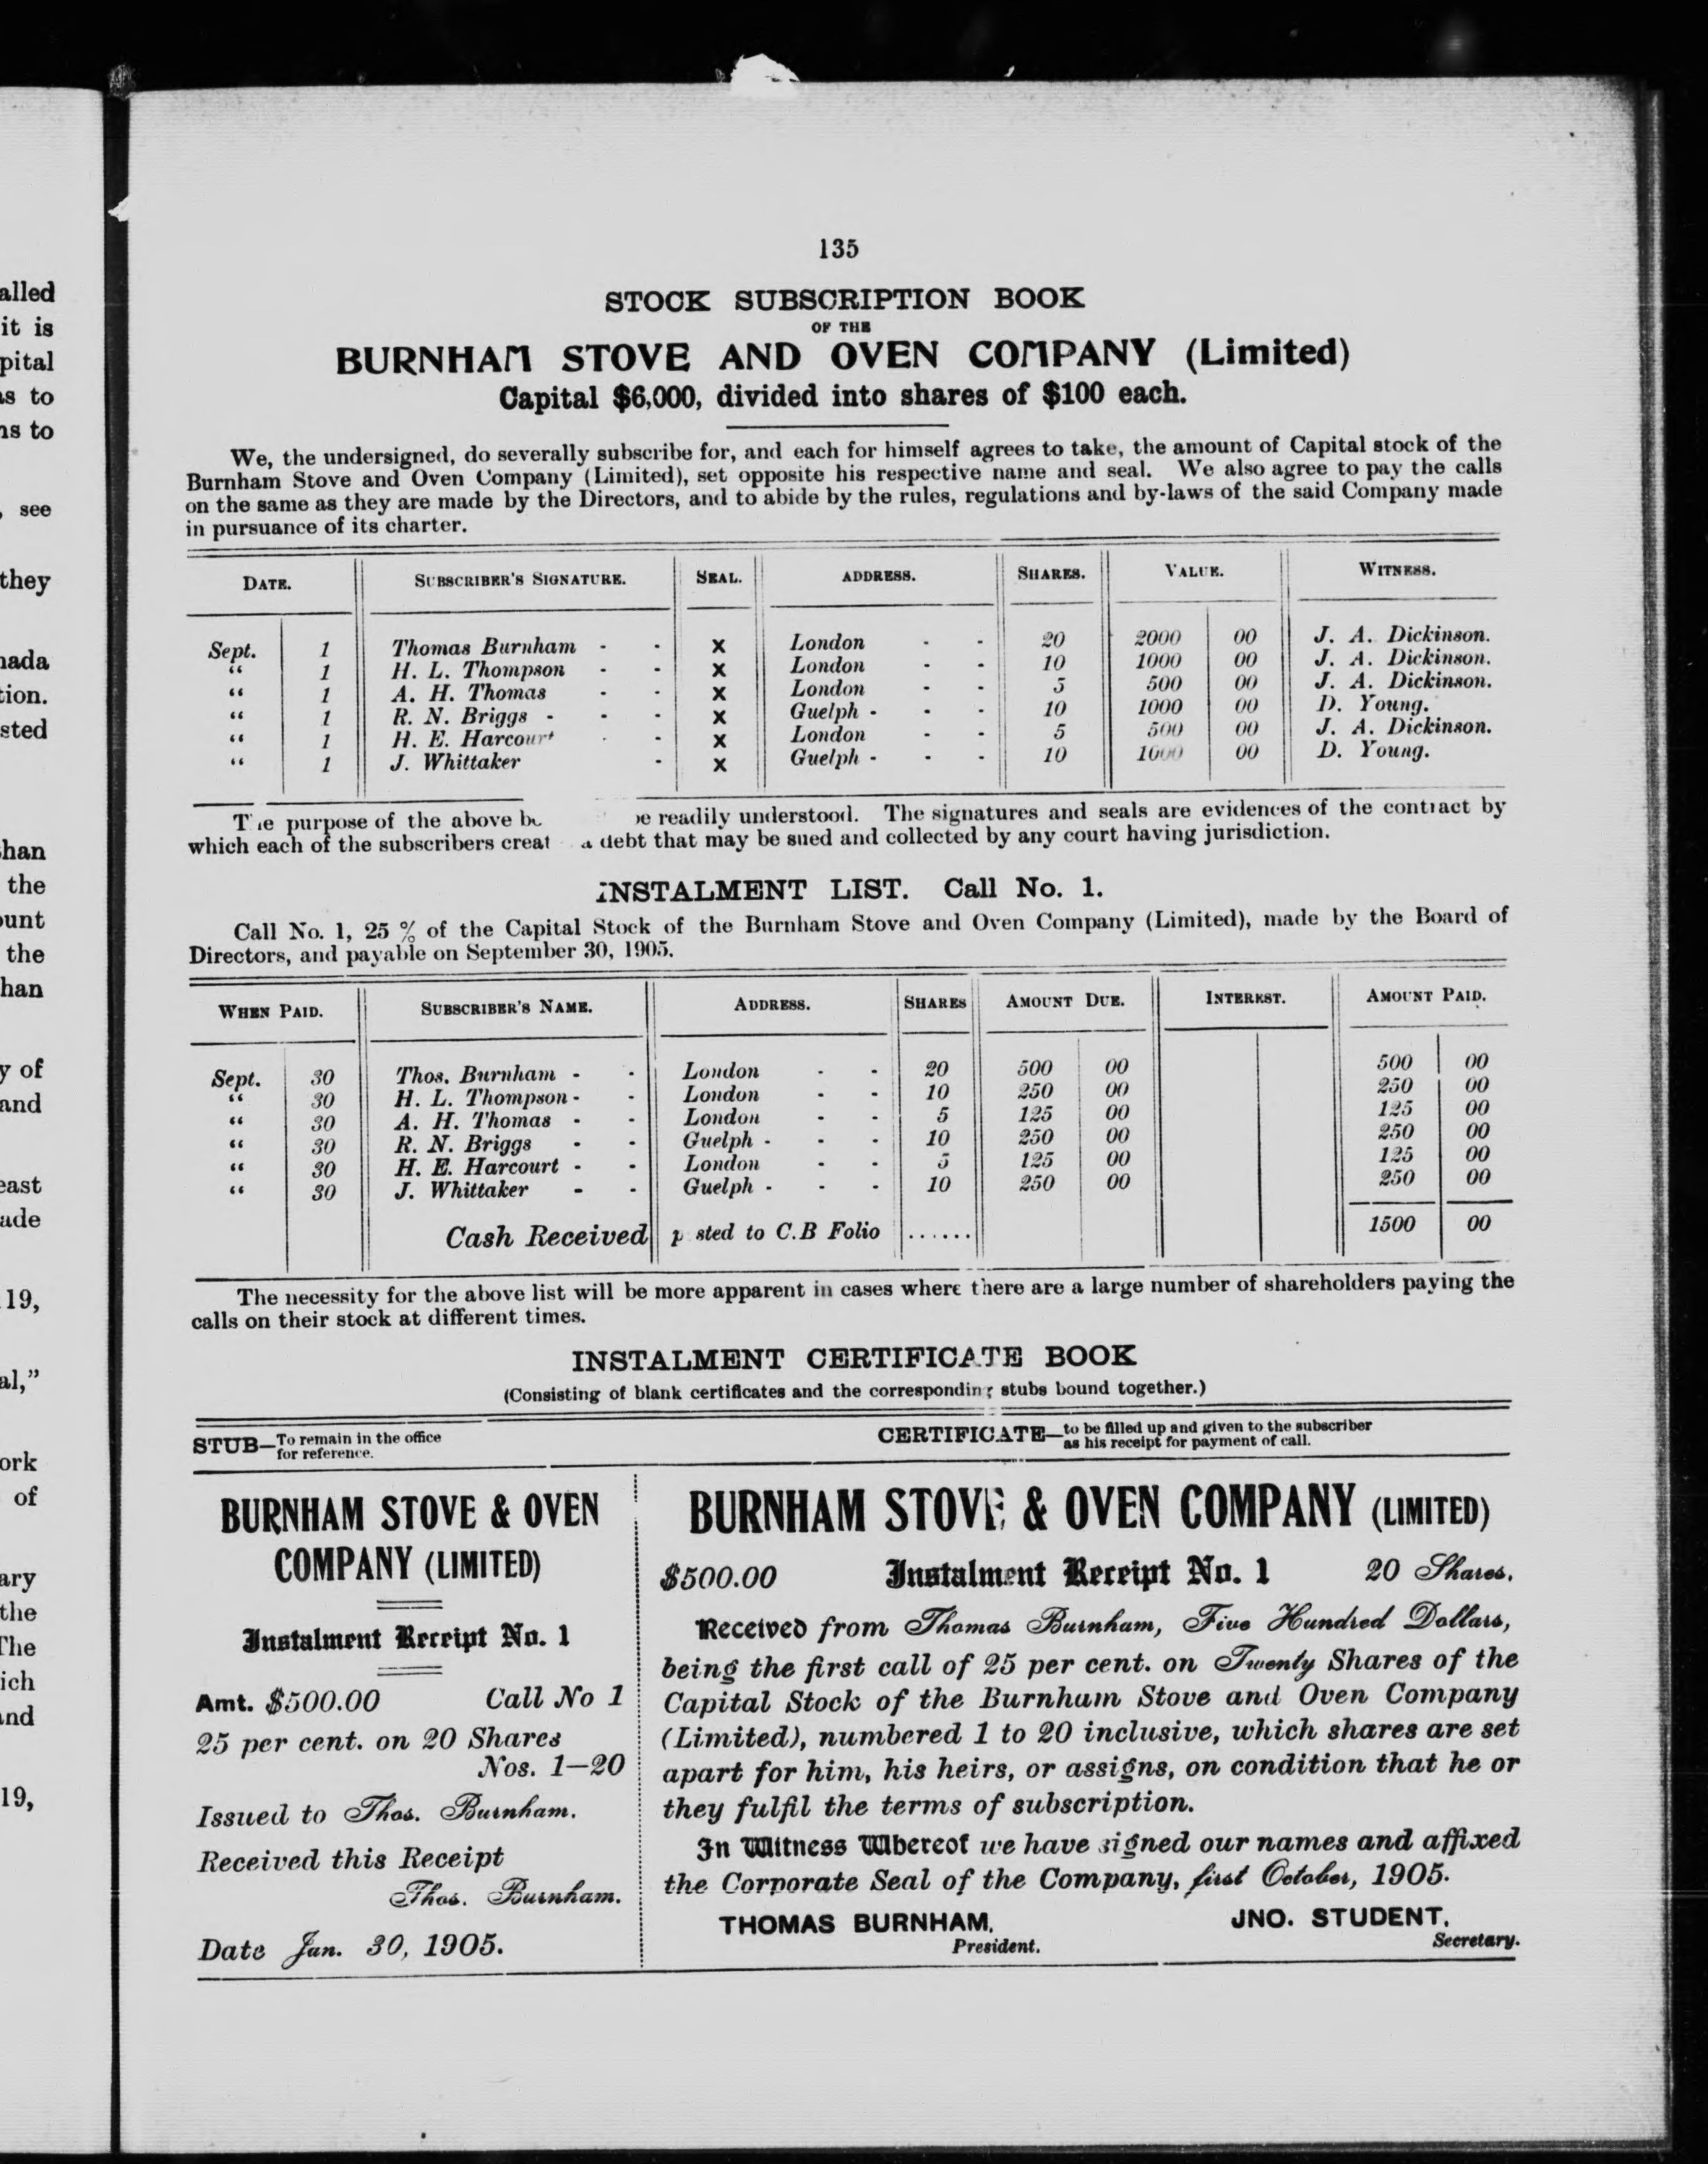 135
STOCK SUBSCRIPTION BOOK
OF THE
BURNHAM STOVE AND OVEN COMPANY (Limited)
Capital $6,000, divided into shares of $100 each.
We, the undersigned, do severally subscribe for, and each for himself agrees to take, the amount of Capital stock of the
Burnham Stove and Oven Company (Limited), set opposite his respective name and seal. We also agree to pay the calls
on the same as they are made by the Directors, and to abide by the rules, regulations and by-laws of the said Company made
in pursuance of its charter.
DATE. SUBSCRIBER'S SIGNATURE. SEAL. ADDRESS. SHARES. VALUE. WITNESS.
Sept. 1 Thomas Burnham - - X London - - 20 2000 00 J. A. Dickinson.
“ 1 H. L. Thompson - - X London - - 10 1000 00 J. A. Dickinson.
“ 1 A. H. Thomas - - X London - - 5 500 00 J. A. Dickinson.
“ 1 R. N. Briggs - - - X Guelph - - - 10 1000 00 D. Young.
“ 1 H. E. Harcourt - - X London - - 5 500 00 J. A. Dickinson.
“ 1 J. Whittaker - X Guelph - - - 10 1000 00 D. Young.
The purpose of the above readily understood. The signatures and seals are evidences of the contract by
which each of the subscribers creat a debt that may be sued and collected by any court having jurisdiction.
INSTALMENT LIST. Call No. 1.
Call No. 1, 25 % of the Capital Stock of the Burnham Stove and Oven Company (Limited), made by the Board of
Directors, and payable on September 30, 1905.
WHEN PAID. SUBSCRIBER'S NAME. ADDRESS. SHARES AMOUNT DUE. INTEREST. AMOUNT PAID.
Sept. 30 Thos. Burnham - - London - - 20 500 00 500 00
“ 30 H. L. Thompson - - London - - 10 250 00 250 00
“ 30 A. H. Thomas - - London - - 5 125 00 125 00
“ 30 R. N. Briggs - - Guelph - - - 10 250 00 250 00
“ 30 H. E. Harcourt - - London - - 5 125 00 125 00
“ 30 J. Whittaker - - Guelph - - - 10 250 00 250 00
Cash Received p sted to C.B Folio ...... 1500 00
The necessity for the above list will be more apparent in cases where there are a large number of shareholders paying the
calls on their stock at different times.
INSTALMENT CERTIFICATE BOOK
(Consisting of blank certificates and the corresponding stubs bound together.)
STUB—To remain in the office
for reference.
CERTIFICATE—to be filled up and given to the subscriber
as his receipt for payment of call.
BURNHAM STOVE & OVEN
COMPANY (LIMITED)
Instalment Receipt No. 1
Amt. $500.00 Call No 1
25 per cent. on 20 Shares
Nos. 1—20
Issued to Thos. Burnham.
Received this Receipt
Thos. Burnham.
Date Jan. 30, 1905.
BURNHAM STOVE & OVEN COMPANY (LIMITED)
$500.00 Instalment Receipt No. 1 20 Shares.
Received from Thomas Burnham, Five Hundred Dollars,
being the first call of 25 per cent. on Twenty Shares of the
Capital Stock of the Burnham Stove and Oven Company
(Limited), numbered 1 to 20 inclusive, which shares are set
apart for him, his heirs, or assigns, on condition that he or
they fulfil the terms of subscription.
In Witness Whereof we have signed our names and affixed
the Corporate Seal of the Company, first October, 1905.
THOMAS BURNHAM, JNO. STUDENT,
President. Secretary.
alled
it is
pital
as to
ns to
, see
they
nada
tion.
sted
than
the
ount
the
han
y of
and
east
ade
19,
al,”
ork
of
ary
the
The
ich
and
19,